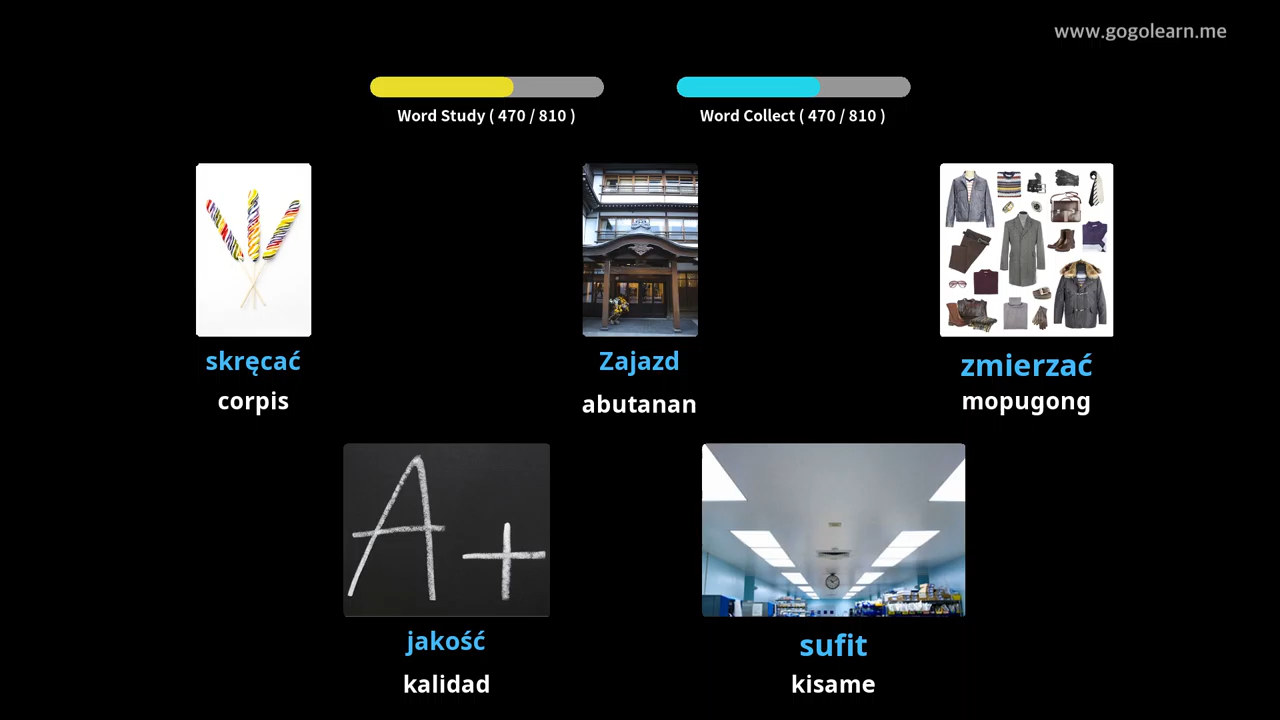 www.gogolearn.me
Word Study ( 470 / 810 )
Word Collect ( 470 / 810 )
skręcać
corpis
Zajazd
abutanan
zmierzać
mopugong
A+
jakość
kalidad
sufit
kisame